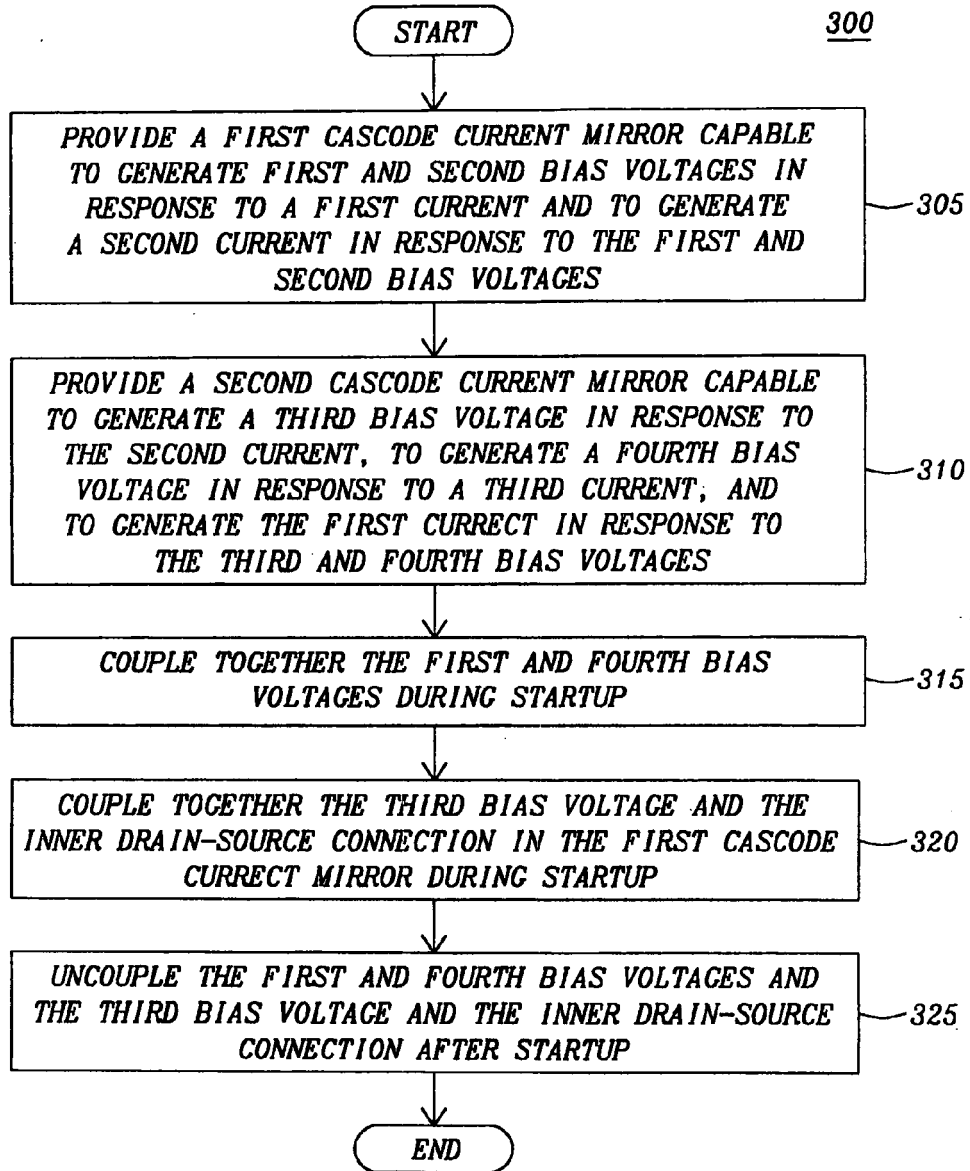 START
300
PROVIDE A FIRST CASCODE CURRENT MIRROR CAPABLE
TO GENERATE FIRST AND SECOND BIAS VOLTAGES IN
RESPONSE TO A FIRST CURRENT AND TO GENERATE
A SECOND CURRENT IN RESPONSE TO THE FIRST AND
SECOND BIAS VOLTAGES
305
PROVIDE A SECOND CASCODE CURRENT MIRROR CAPABLE
TO GENERATE A THIRD BIAS VOLTAGE IN RESPONSE TO
THE SECOND CURRENT, TO GENERATE A FOURTH BIAS
VOLTAGE IN RESPONSE TO A THIRD CURRENT, AND
TO GENERATE THE FIRST CURRECT IN RESPONSE TO
THE THIRD AND FOURTH BIAS VOLTAGES
310
COUPLE TOGETHER THE FIRST AND FOURTH BIAS
VOLTAGES DURING STARTUP
315
COUPLE TOGETHER THE THIRD BIAS VOLTAGE AND THE
INNER DRAIN-SOURCE CONNECTION IN THE FIRST CASCODE
CURRECT MIRROR DURING STARTUP
320
UNCOUPLE THE FIRST AND FOURTH BIAS VOLTAGES AND
THE THIRD BIAS VOLTAGE AND THE INNER DRAIN-SOURCE
CONNECTION AFTER STARTUP
325
END